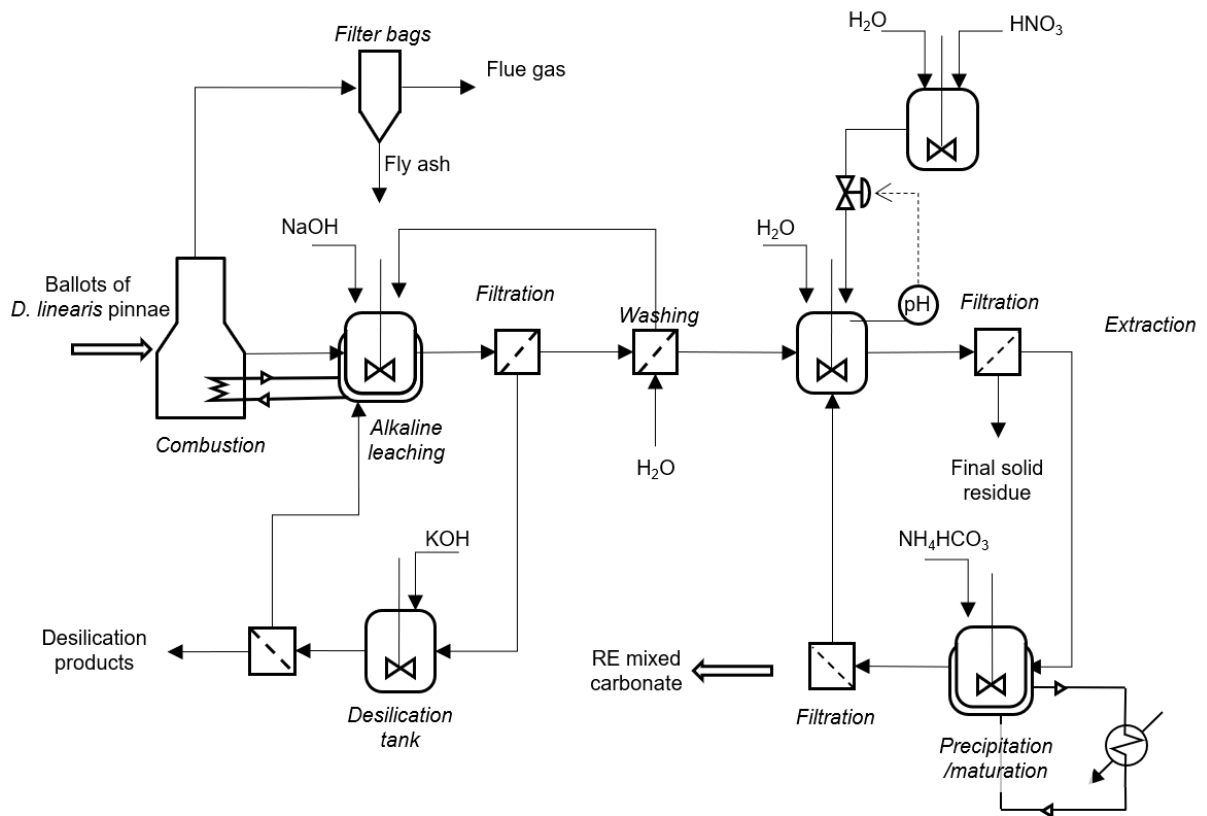 Filter bags
Flue gas
Fly ash
H₂O
HNO₃
NaOH
H₂O
Ballots of
D. linearis pinnae
Filtration
Washing
pH
Filtration
Extraction
Combustion
Alkaline
leaching
H₂O
Final solid
residue
KOH
NH₄HCO₃
Desilication
products
RE mixed
carbonate
Desilication
tank
Filtration
Precipitation
/maturation